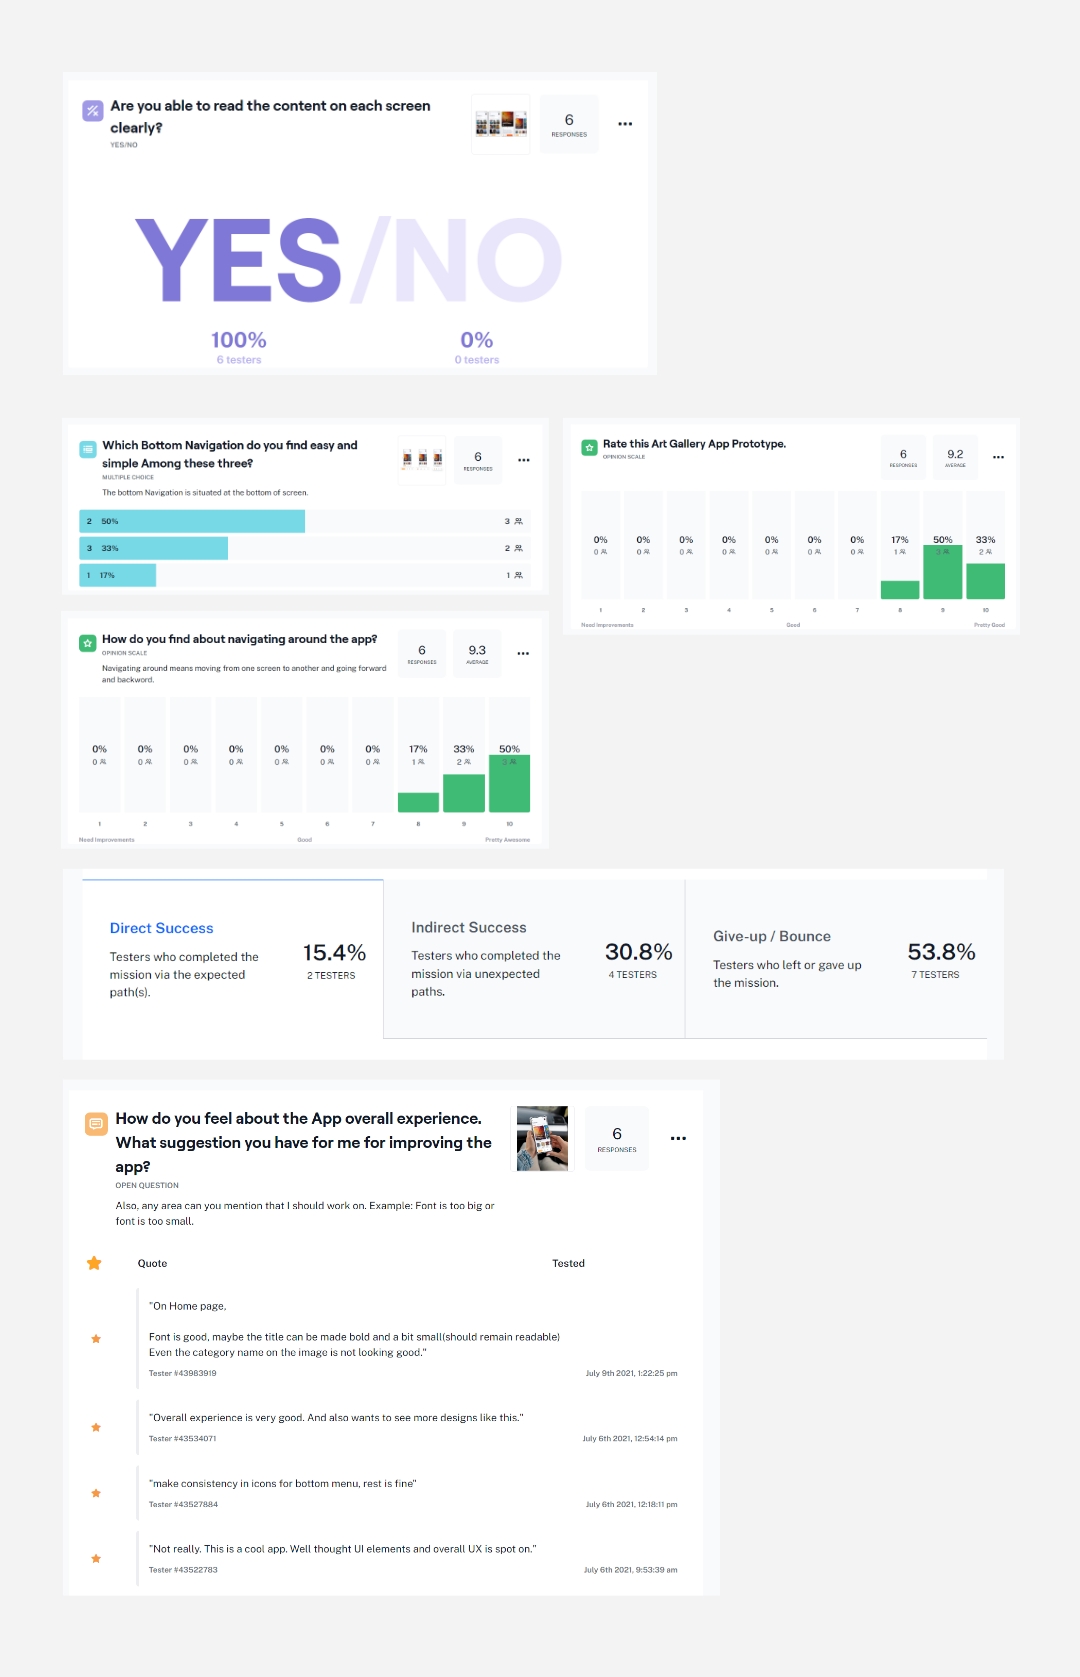 Are you able to read the content on each screen
clearly?
YES/NO
6
RESPONSES
YES/NO
100%
6 testers
0%
0 testers
Which Bottom Navigation do you find easy and
simple Among these three?
MULTIPLE CHOICE
The bottom Navigation is situated at the bottom of screen.
6
RESPONSES
2 50% 3
3 33% 2
1 17% 1
Rate this Art Gallery App Prototype.
OPINION SCALE
6
RESPONSES
9.2
AVERAGE
0% 0% 0% 0% 0% 0% 0% 17% 50% 33%
0 0 0 0 0 0 0 1 3 2
1 2 3 4 5 6 7 8 9 10
Need Improvements Good Pretty Good
How do you find about navigating around the app?
OPINION SCALE
Navigating around means moving from one screen to another and going forward
and backword.
6
RESPONSES
9.3
AVERAGE
0% 0% 0% 0% 0% 0% 0% 17% 33% 50%
0 0 0 0 0 0 0 1 2 3
1 2 3 4 5 6 7 8 9 10
Need Improvements Good Pretty Awesome
Direct Success
Testers who completed the
mission via the expected
path(s).
15.4%
2 TESTERS
Indirect Success
Testers who completed the
mission via unexpected
paths.
30.8%
4 TESTERS
Give-up / Bounce
Testers who left or gave up
the mission.
53.8%
7 TESTERS
How do you feel about the App overall experience.
What suggestion you have for me for improving the
app?
OPEN QUESTION
Also, any area can you mention that I should work on. Example: Font is too big or
font is too small.
6
RESPONSES
Quote Tested
"On Home page,
Font is good, maybe the title can be made bold and a bit small(should remain readable)
Even the category name on the image is not looking good."
Tester #43983919 July 9th 2021, 1:22:25 pm
"Overall experience is very good. And also wants to see more designs like this."
Tester #43534071 July 6th 2021, 12:54:14 pm
"make consistency in icons for bottom menu, rest is fine"
Tester #43527884 July 6th 2021, 12:18:11 pm
"Not really. This is a cool app. Well thought UI elements and overall UX is spot on."
Tester #43522783 July 6th 2021, 9:53:39 am